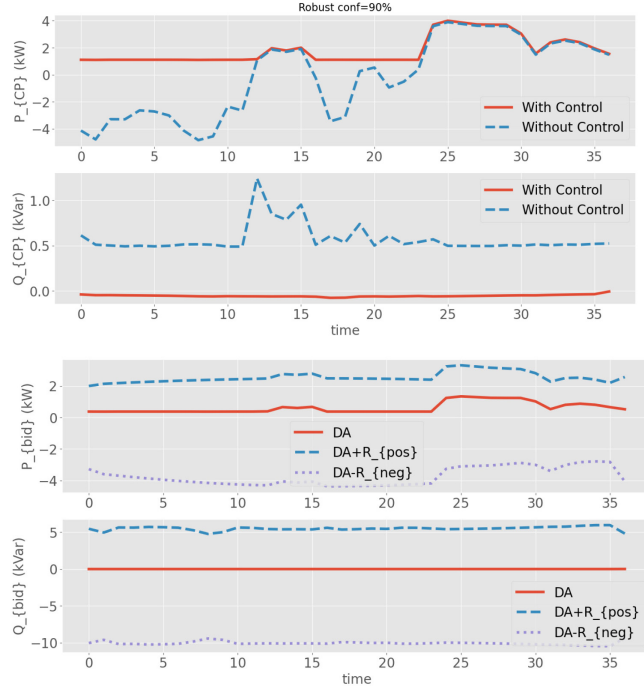 Robust conf=90%
P_{CP} (kW)
4
2
0
−2
−4
With Control
Without Control
0 5 10 15 20 25 30 35
Q_{CP} (kVar)
1.0
0.5
0.0
With Control
Without Control
0 5 10 15 20 25 30 35
time
P_{bid} (kW)
2
0
−2
−4
DA
DA+R_{pos}
DA-R_{neg}
0 5 10 15 20 25 30 35
Q_{bid} (kVar)
5
0
−5
−10
DA
DA+R_{pos}
DA-R_{neg}
0 5 10 15 20 25 30 35
time